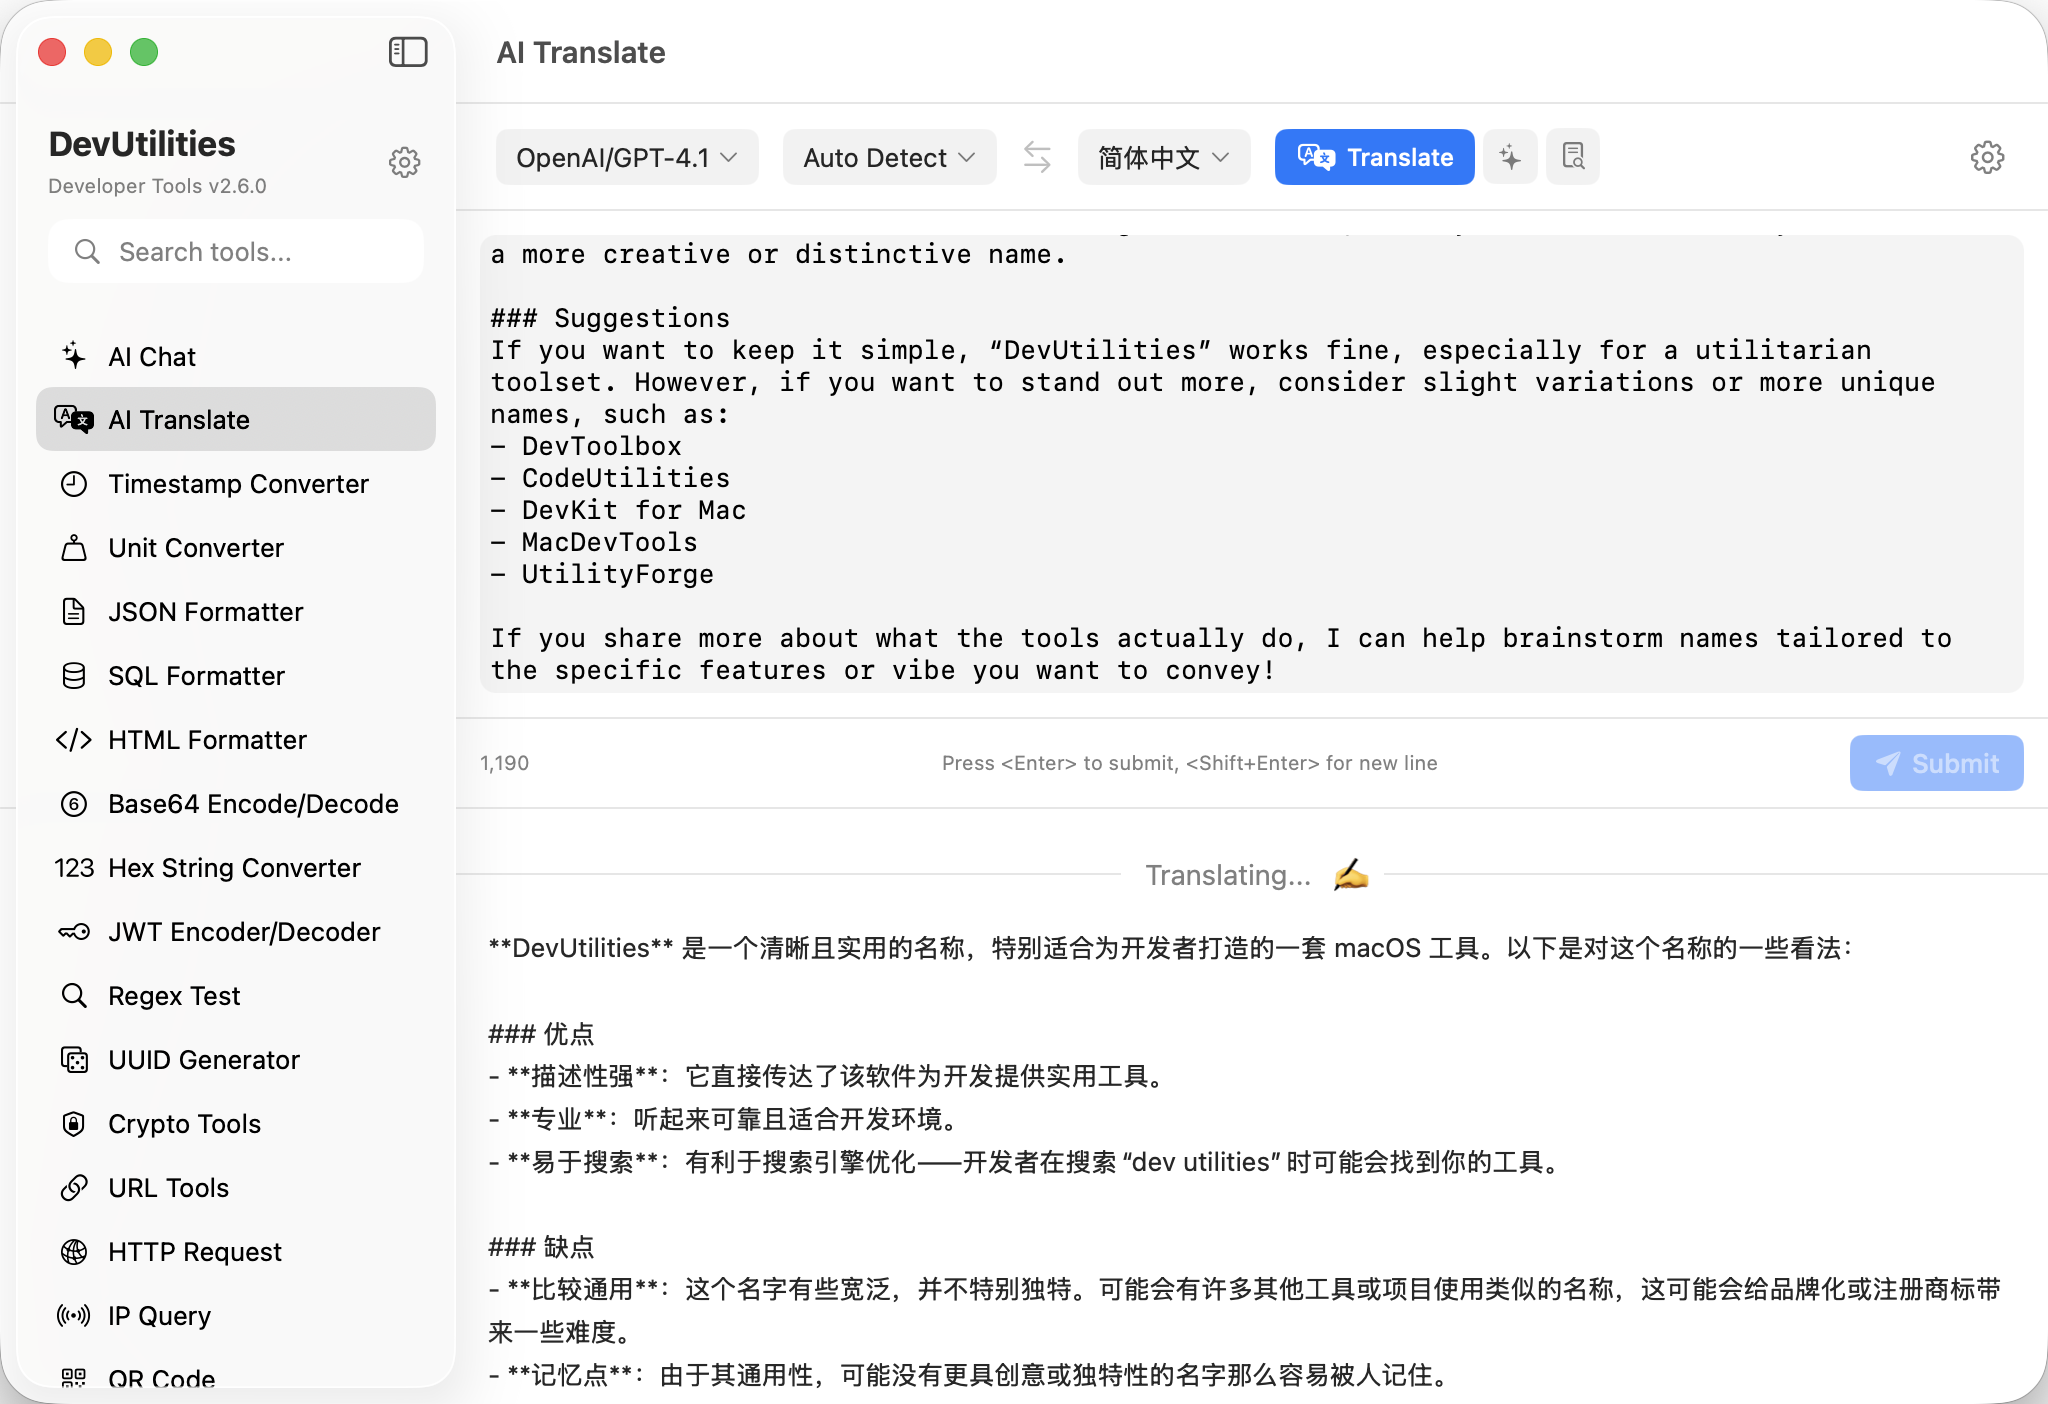 AI Translate
DevUtilities
Developer Tools v2.6.0
Search tools...
AI Chat
AI Translate
Timestamp Converter
Unit Converter
JSON Formatter
SQL Formatter
HTML Formatter
Base64 Encode/Decode
123 Hex String Converter
JWT Encoder/Decoder
Regex Test
UUID Generator
Crypto Tools
URL Tools
HTTP Request
IP Query
QR Code
OpenAI/GPT-4.1
Auto Detect
简体中文
Translate
a more creative or distinctive name.
### Suggestions
If you want to keep it simple, “DevUtilities” works fine, especially for a utilitarian
toolset. However, if you want to stand out more, consider slight variations or more unique
names, such as:
– DevToolbox
– CodeUtilities
– DevKit for Mac
– MacDevTools
– UtilityForge
If you share more about what the tools actually do, I can help brainstorm names tailored to
the specific features or vibe you want to convey!
1,190
Press <Enter> to submit, <Shift+Enter> for new line
Submit
Translating...
**DevUtilities** 是一个清晰且实用的名称，特别适合为开发者打造的一套 macOS 工具。以下是对这个名称的一些看法：
### 优点
- **描述性强**：它直接传达了该软件为开发提供实用工具。
- **专业**：听起来可靠且适合开发环境。
- **易于搜索**：有利于搜索引擎优化——开发者在搜索 “dev utilities” 时可能会找到你的工具。
### 缺点
- **比较通用**：这个名字有些宽泛，并不特别独特。可能会有许多其他工具或项目使用类似的名称，这可能会给品牌化或注册商标带
来一些难度。
- **记忆点**：由于其通用性，可能没有更具创意或独特性的名字那么容易被人记住。